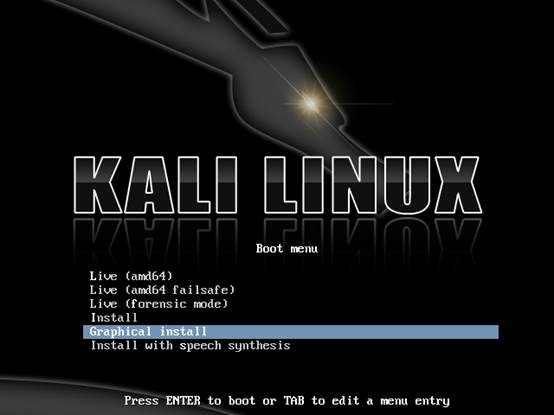 KALI LINUX
Boot menu
Live (amd64)
Live (amd64 failsafe)
Live (forensic mode)
Install
Graphical install
Install with speech synthesis
Press ENTER to boot or TAB to edit a menu entry